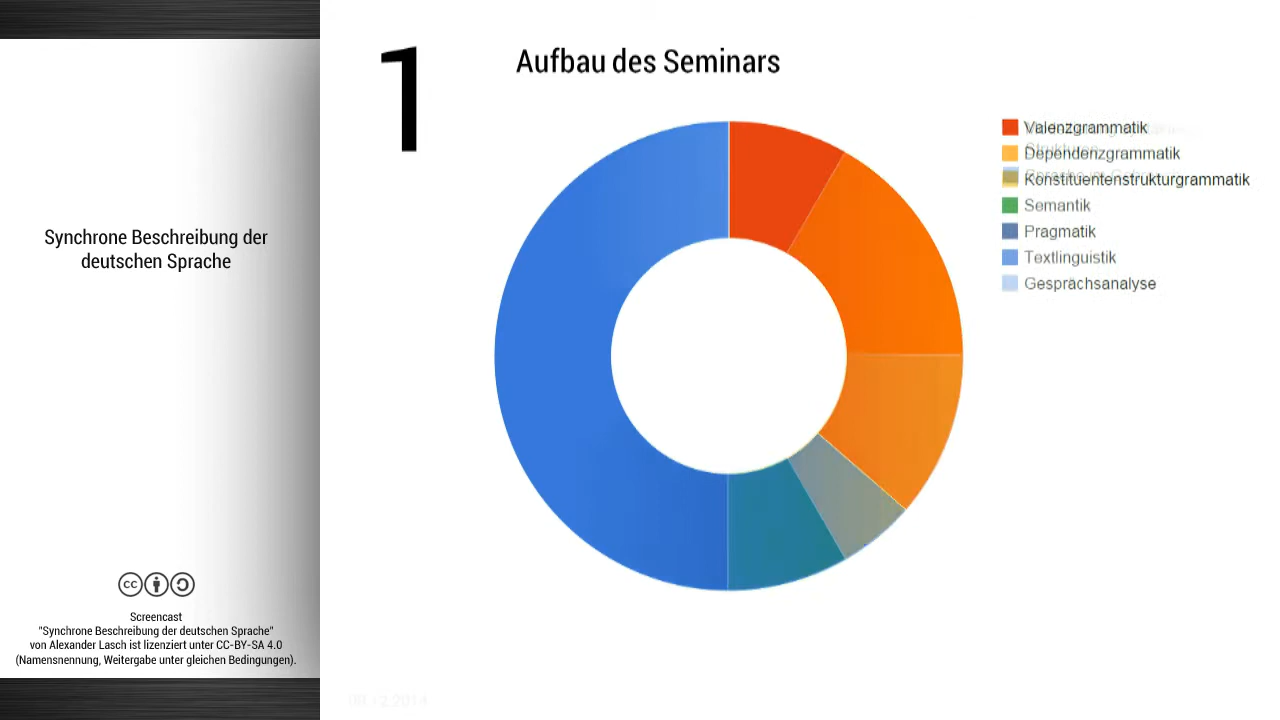 1
Aufbau des Seminars
Synchrone Beschreibung der
deutschen Sprache
Valenzgrammatik
Dependenzgrammatik
Konstituentenstrukturgrammatik
Semantik
Pragmatik
Textlinguistik
Gesprächsanalyse
cc
Screencast
"Synchrone Beschreibung der deutschen Sprache"
von Alexander Lasch ist lizenziert unter CC-BY-SA 4.0
(Namensnennung, Weitergabe unter gleichen Bedingungen).